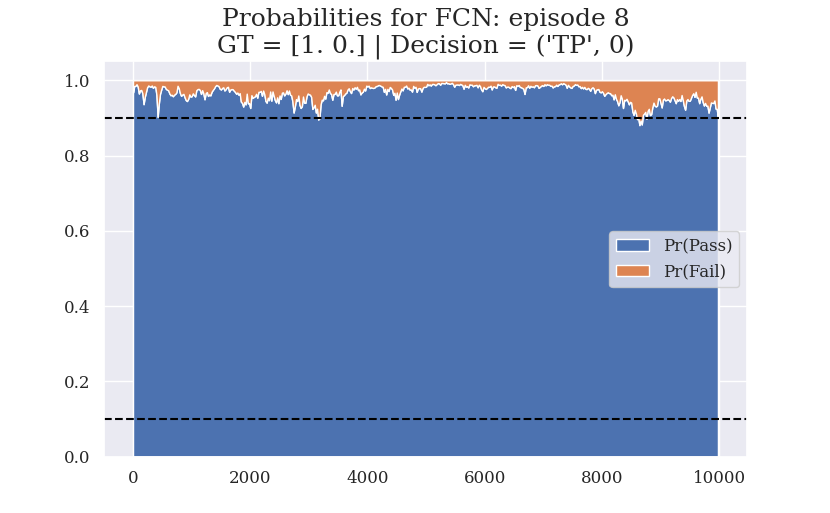 Probabilities for FCN: episode 8
GT = [1. 0.] | Decision = ('TP', 0)
1.0
0.8
0.6
0.4
0.2
0.0
Pr(Pass)
Pr(Fail)
0 2000 4000 6000 8000 10000